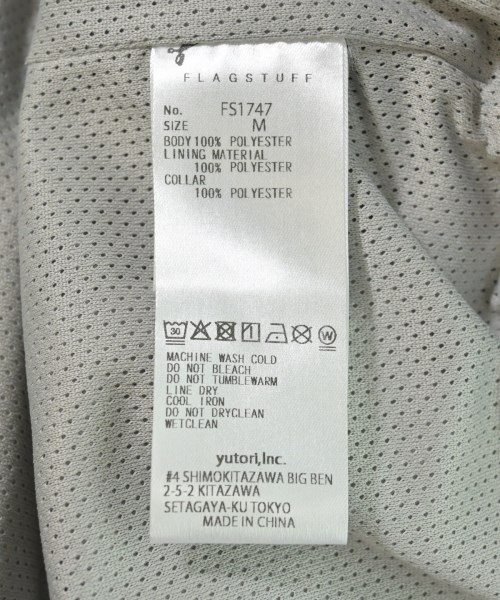 FLAGSTUFF
No. FS1747
SIZE M
BODY100% POLYESTER
LINING MATERIAL
100% POLYESTER
COLLAR
100% POLYESTER
30 W
MACHINE WASH COLD
DO NOT BLEACH
DO NOT TUMBLEWARM
LINE DRY
COOL IRON
DO NOT DRYCLEAN
WETCLEAN
yutori,Inc.
#4 SHIMOKITAZAWA BIG BEN
2-5-2 KITAZAWA
SETAGAYA-KU TOKYO
MADE IN CHINA